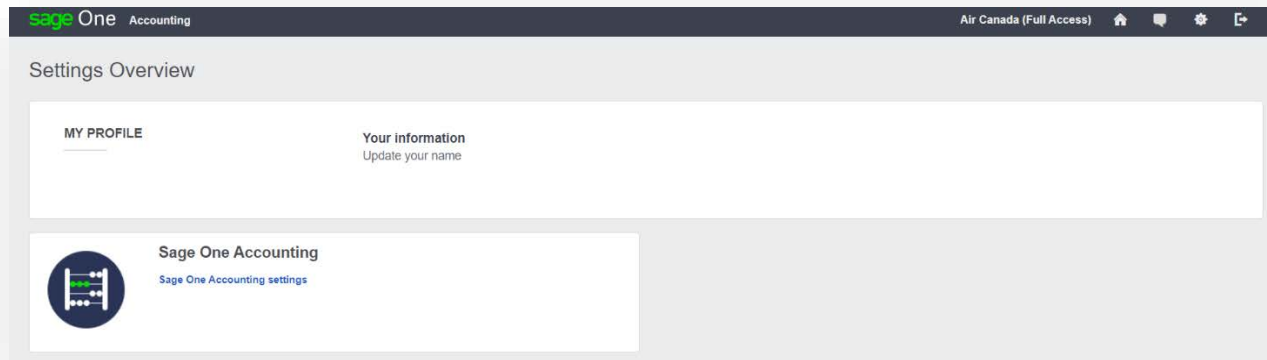 sage One Accounting Air Canada (Full Access)
Settings Overview
MY PROFILE
Your information
Update your name
Sage One Accounting
Sage One Accounting settings